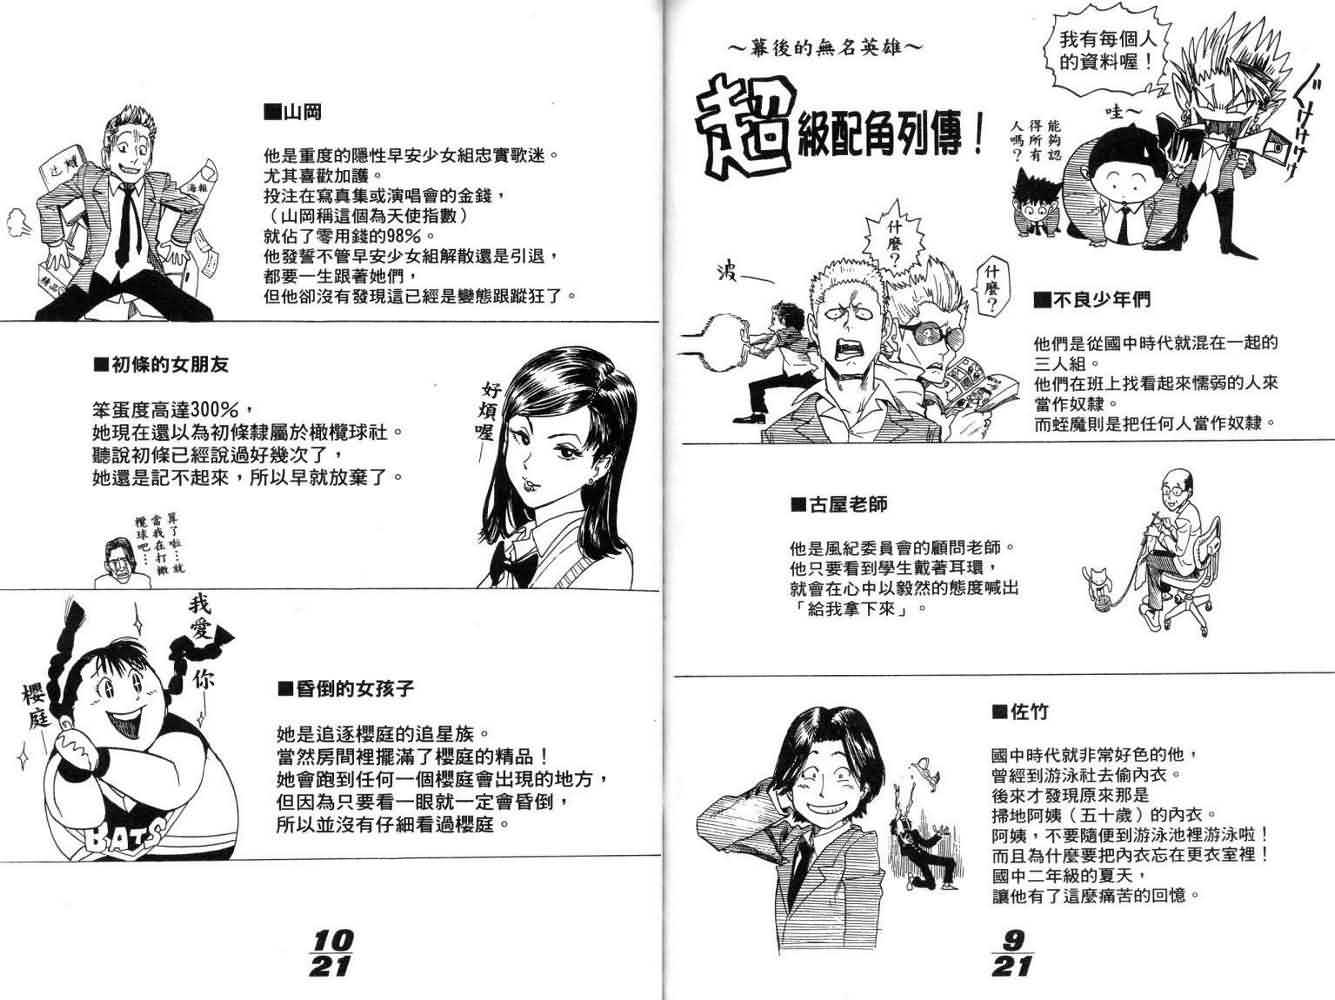 ～幕後的無名英雄～
超級配角列傳！
我有每個人
的資料喔！
哇～
能夠認
得所有
人嗎？
什麼？
什麼？
波—
■不良少年們
他們是從國中時代就混在一起的
三人組。
他們在班上找看起來懦弱的人來
當作奴隸。
而蛭魔則是把任何人當作奴隸。
■古屋老師
他是風紀委員會的顧問老師。
他只要看到學生戴著耳環，
就會在心中以毅然的態度喊出
「給我拿下來」。
■佐竹
國中時代就非常好色的他，
曾經到游泳社去偷內衣。
後來才發現原來那是
掃地阿姨（五十歲）的內衣。
阿姨，不要隨便到游泳池裡游泳啦！
而且為什麼要把內衣忘在更衣室裡！
國中二年級的夏天，
讓他有了這麼痛苦的回憶。
9
21
■山岡
他是重度的隱性早安少女組忠實歌迷。
尤其喜歡加護。
投注在寫真集或演唱會的金錢，
（山岡稱這個為天使指數）
就佔了零用錢的98%。
他發誓不管早安少女組解散還是引退，
都要一生跟著她們，
但他卻沒有發現這已經是變態跟蹤狂了。
海報
■初條的女朋友
笨蛋度高達300%，
她現在還以為初條隸屬於橄欖球社。
聽說初條已經說過好幾次了，
她還是記不起來，所以早就放棄了。
好煩喔—
算了啦…就
當我在打橄
欖球吧…
■昏倒的女孩子
她是追逐櫻庭的追星族。
當然房間裡擺滿了櫻庭的精品！
她會跑到任何一個櫻庭會出現的地方，
但因為只要看一眼就一定會昏倒，
所以並沒有仔細看過櫻庭。
我愛你—
櫻庭—
BATS
10
21